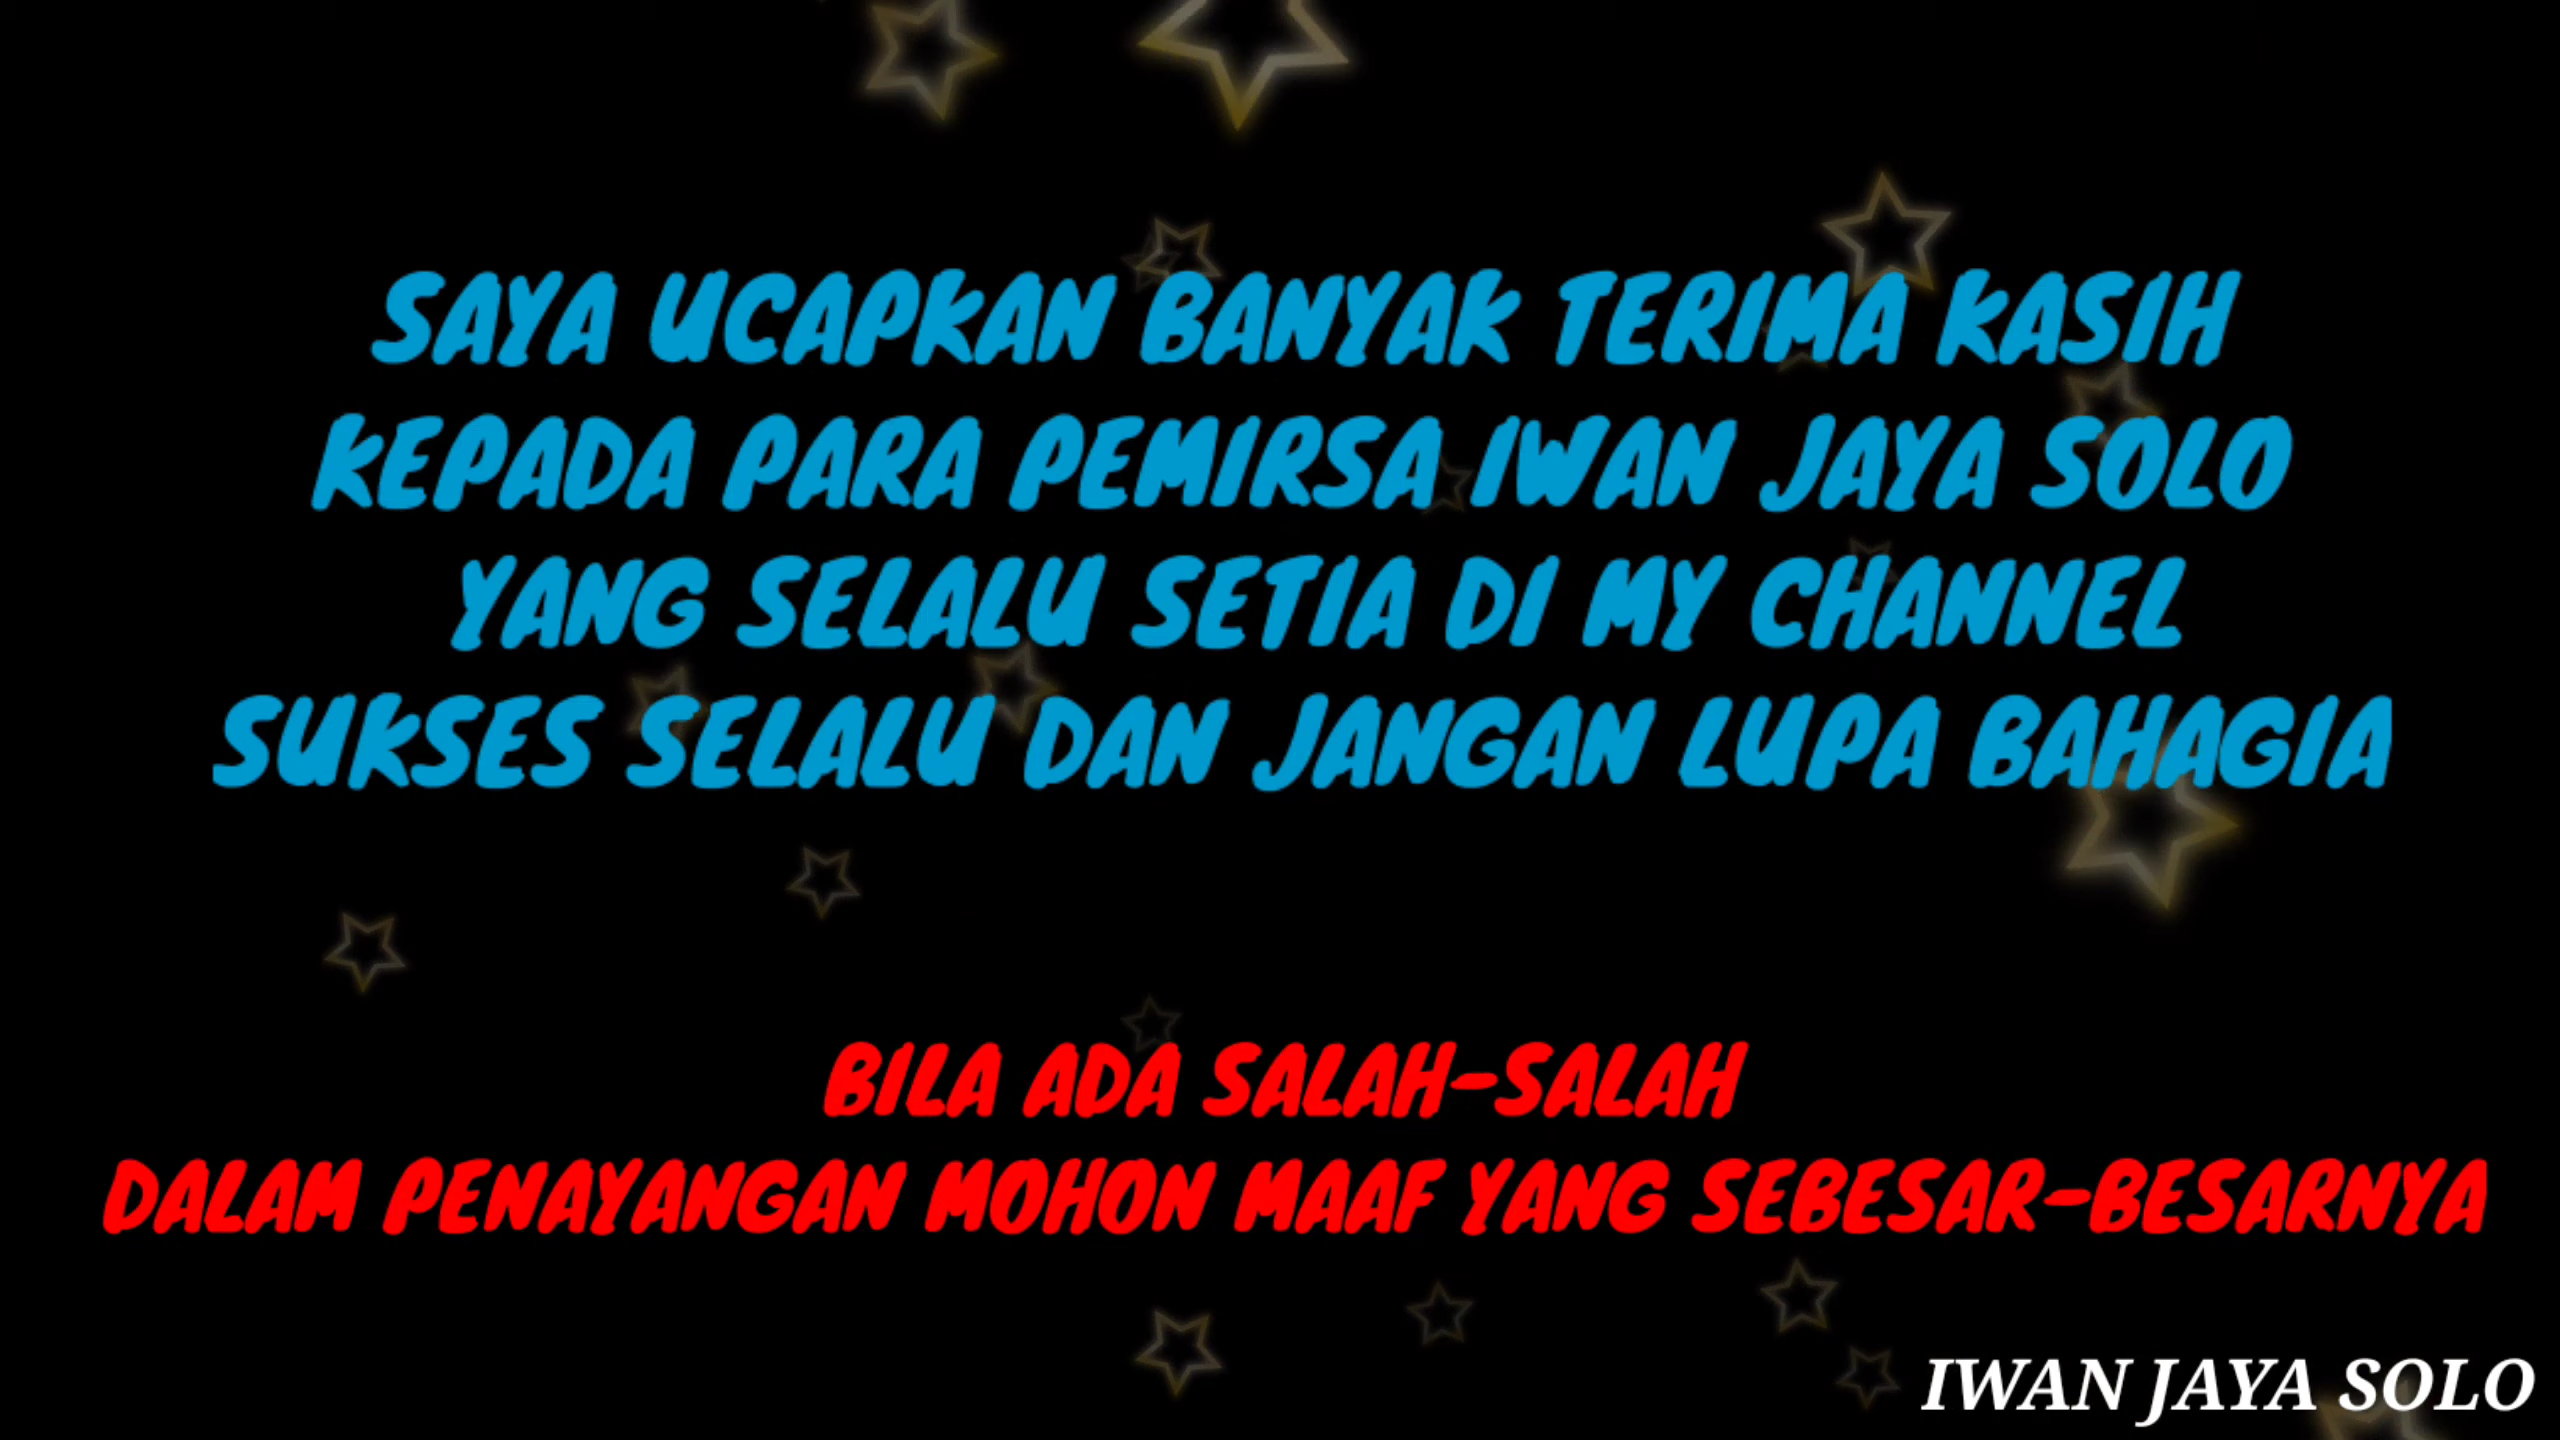 SAYA UCAPKAN BANYAK TERIMA KASIH
KEPADA PARA PEMIRSA IWAN JAYA SOLO
YANG SELALU SETIA DI MY CHANNEL
SUKSES SELALU DAN JANGAN LUPA BAHAGIA
BILA ADA SALAH-SALAH
DALAM PENAYANGAN MOHON MAAF YANG SEBESAR-BESARNYA
IWAN JAYA SOLO